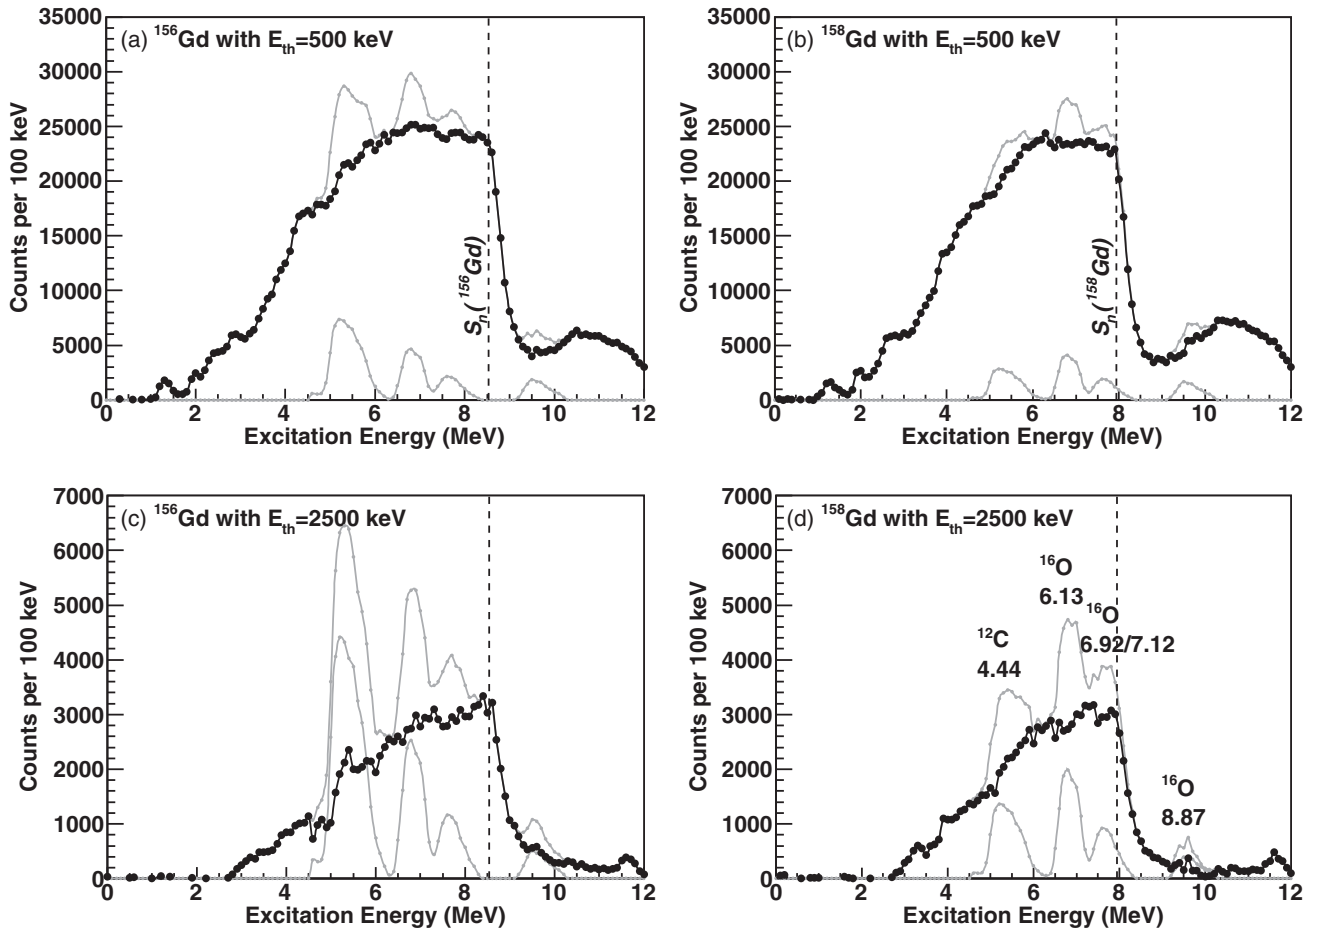 (a) ¹⁵⁶Gd with Eₜₕ=500 keV
35000
30000
25000
20000
15000
10000
5000
0
Counts per 100 keV
Sₙ(¹⁵⁶Gd)
0 2 4 6 8 10 12
Excitation Energy (MeV)
(b) ¹⁵⁸Gd with Eₜₕ=500 keV
35000
30000
25000
20000
15000
10000
5000
0
Counts per 100 keV
Sₙ(¹⁵⁸Gd)
0 2 4 6 8 10 12
Excitation Energy (MeV)
(c) ¹⁵⁶Gd with Eₜₕ=2500 keV
7000
6000
5000
4000
3000
2000
1000
0
Counts per 100 keV
0 2 4 6 8 10 12
Excitation Energy (MeV)
(d) ¹⁵⁸Gd with Eₜₕ=2500 keV
7000
6000
5000
4000
3000
2000
1000
0
Counts per 100 keV
¹²C
4.44
¹⁶O
6.13
¹⁶O
6.92/7.12
¹⁶O
8.87
0 2 4 6 8 10 12
Excitation Energy (MeV)